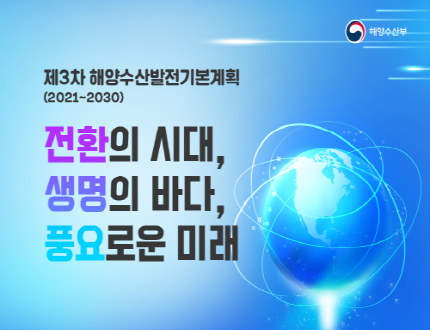 해양수산부
제3차 해양수산발전기본계획
(2021~2030)
전환의 시대,
생명의 바다,
풍요로운 미래